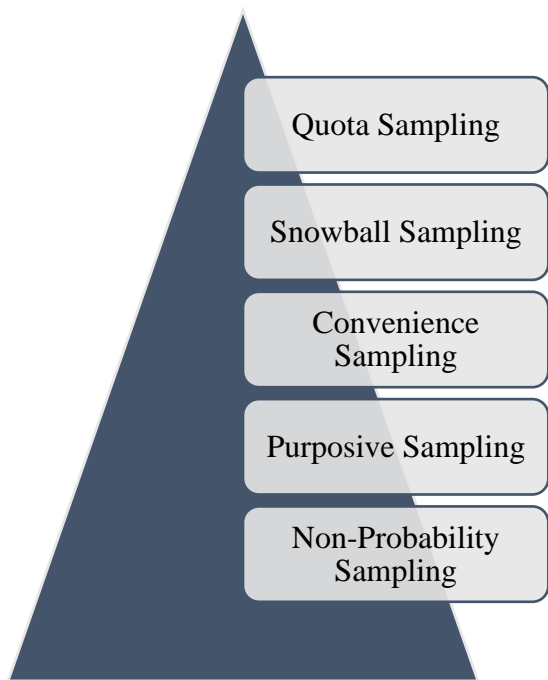 Quota Sampling
Snowball Sampling
Convenience
Sampling
Purposive Sampling
Non-Probability
Sampling